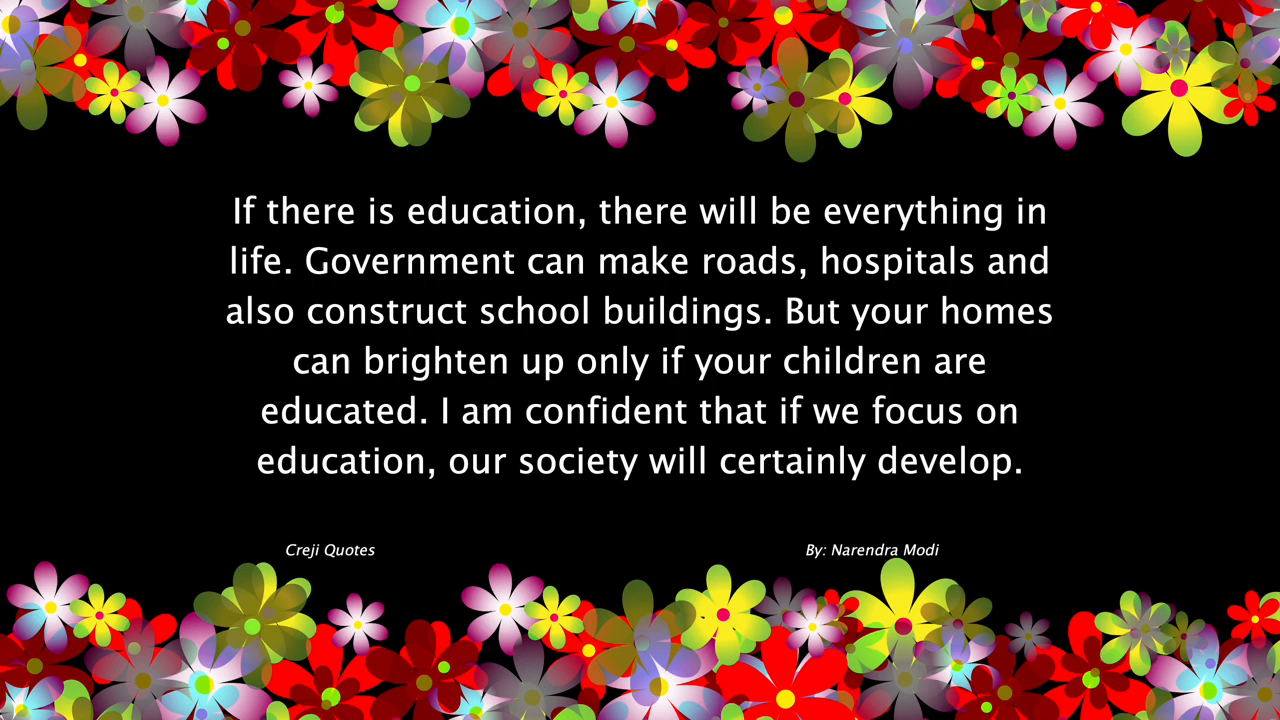 If there is education, there will be everything in
life. Government can make roads, hospitals and
also construct school buildings. But your homes
can brighten up only if your children are
educated. I am confident that if we focus on
education, our society will certainly develop.
Creji Quotes
By: Narendra Modi